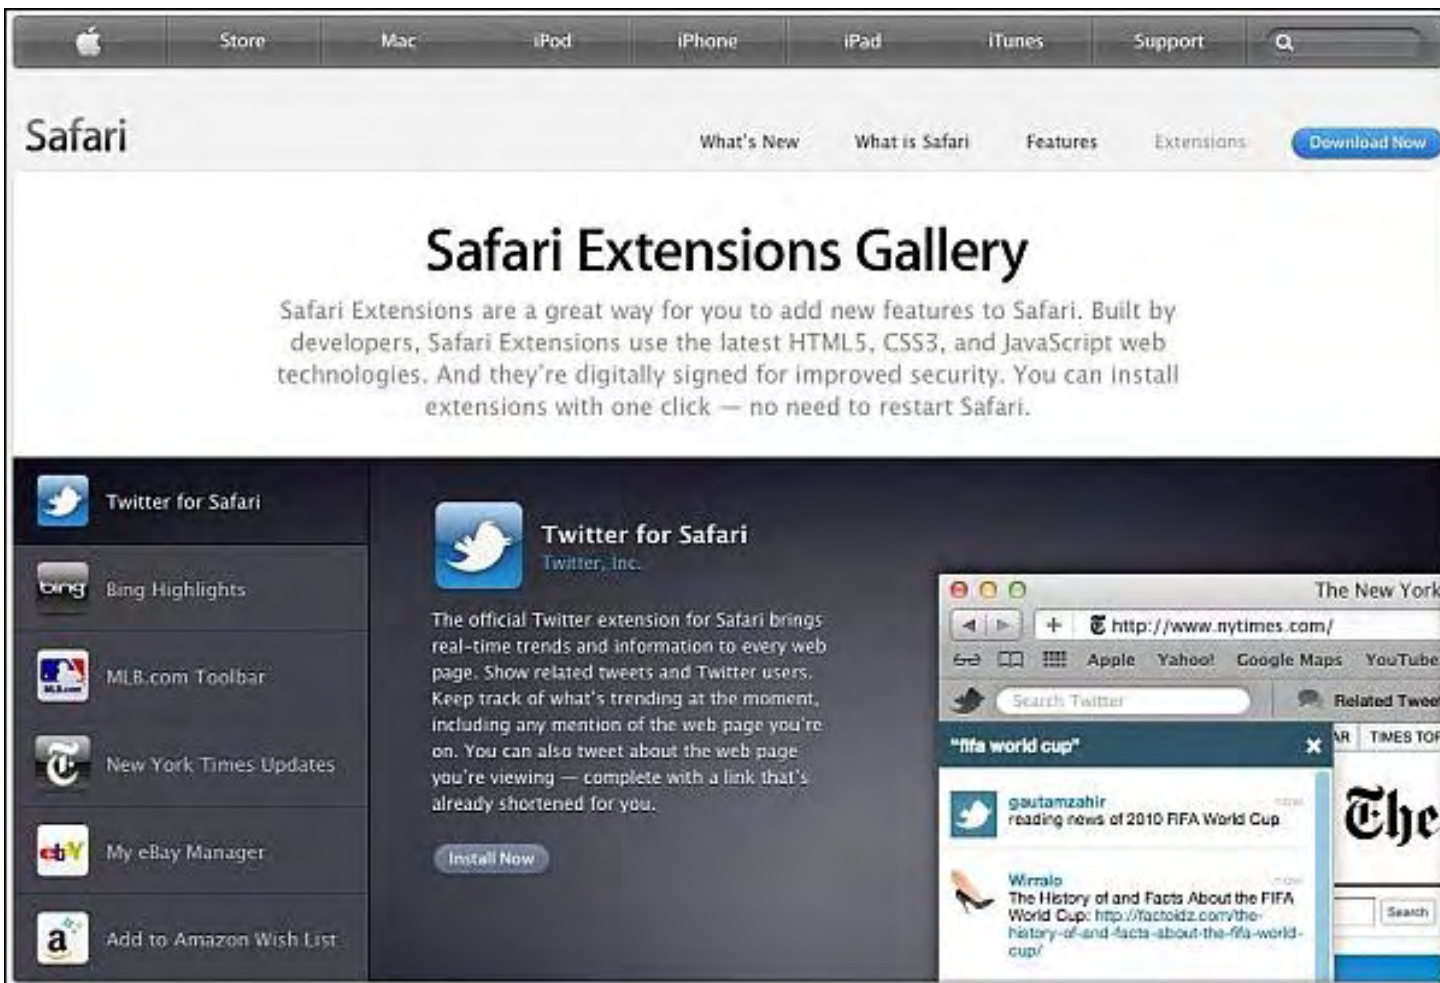 Store Mac iPod iPhone iPad iTunes Support
Safari
What's New What is Safari Features Extensions Download Now
Safari Extensions Gallery
Safari Extensions are a great way for you to add new features to Safari. Built by
developers, Safari Extensions use the latest HTML5, CSS3, and JavaScript web
technologies. And they're digitally signed for improved security. You can install
extensions with one click — no need to restart Safari.
Twitter for Safari
bing Bing Highlights
MLB.com MLB.com Toolbar
New York Times Updates
ebY My eBay Manager
a Add to Amazon Wish List
Twitter for Safari
Twitter, Inc.
The official Twitter extension for Safari brings
real-time trends and information to every web
page. Show related tweets and Twitter users.
Keep track of what's trending at the moment,
including any mention of the web page you're
on. You can also tweet about the web page
you're viewing — complete with a link that's
already shortened for you.
Install Now
The New York
http://www.nytimes.com/
Apple Yahoo! Google Maps YouTube
Search Twitter Related Tweet
"fifa world cup"
AR TIMES TOP
gautamzahir now
reading news of 2010 FIFA World Cup
The
Wirralo now
The History of and Facts About the FIFA
World Cup: http://factoidz.com/the-
history-of-and-facts-about-the-fifa-world-
cup/
Search